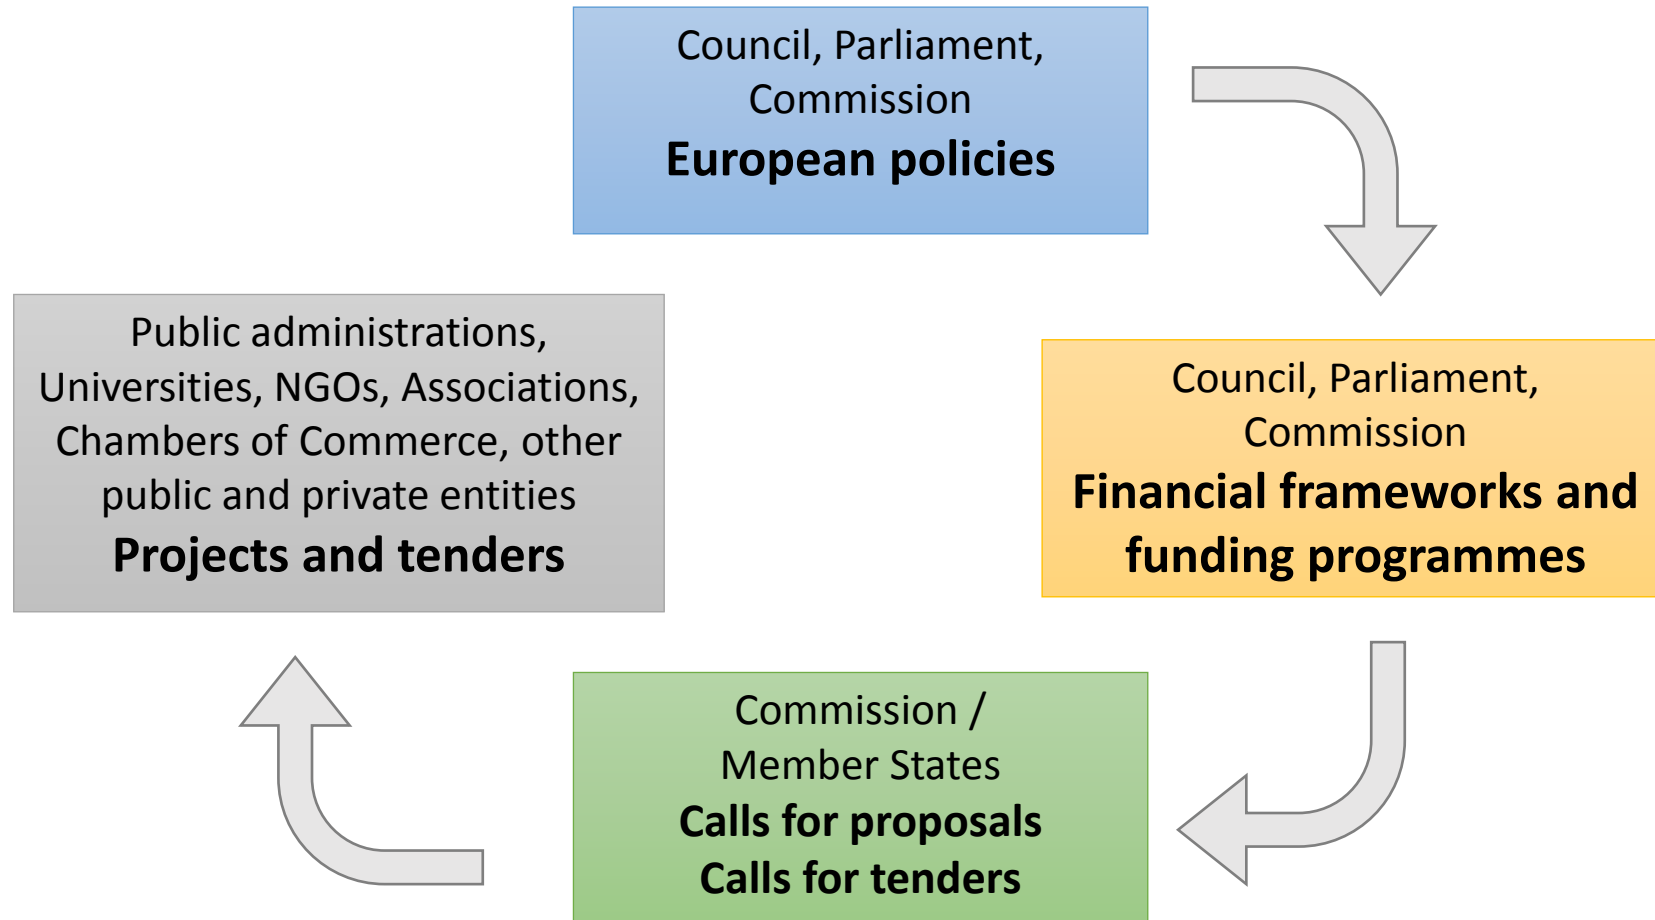 Council, Parliament,
Commission
European policies
Public administrations,
Universities, NGOs, Associations,
Chambers of Commerce, other
public and private entities
Projects and tenders
Council, Parliament,
Commission
Financial frameworks and
funding programmes
Commission /
Member States
Calls for proposals
Calls for tenders